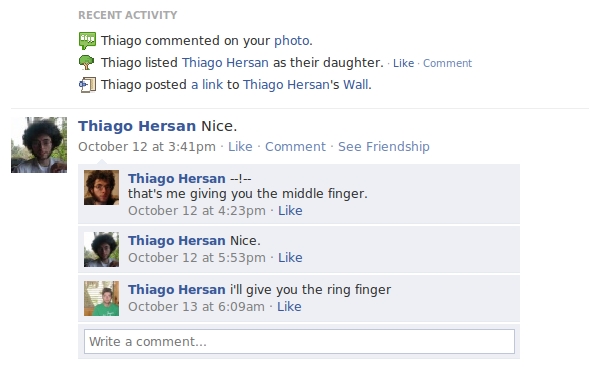 RECENT ACTIVITY
Thiago commented on your photo.
Thiago listed Thiago Hersan as their daughter. · Like · Comment
Thiago posted a link to Thiago Hersan's Wall.
Thiago Hersan Nice.
October 12 at 3:41pm · Like · Comment · See Friendship
Thiago Hersan --!--
that's me giving you the middle finger.
October 12 at 4:23pm · Like
Thiago Hersan Nice.
October 12 at 5:53pm · Like
Thiago Hersan i'll give you the ring finger
October 13 at 6:09am · Like
Write a comment...